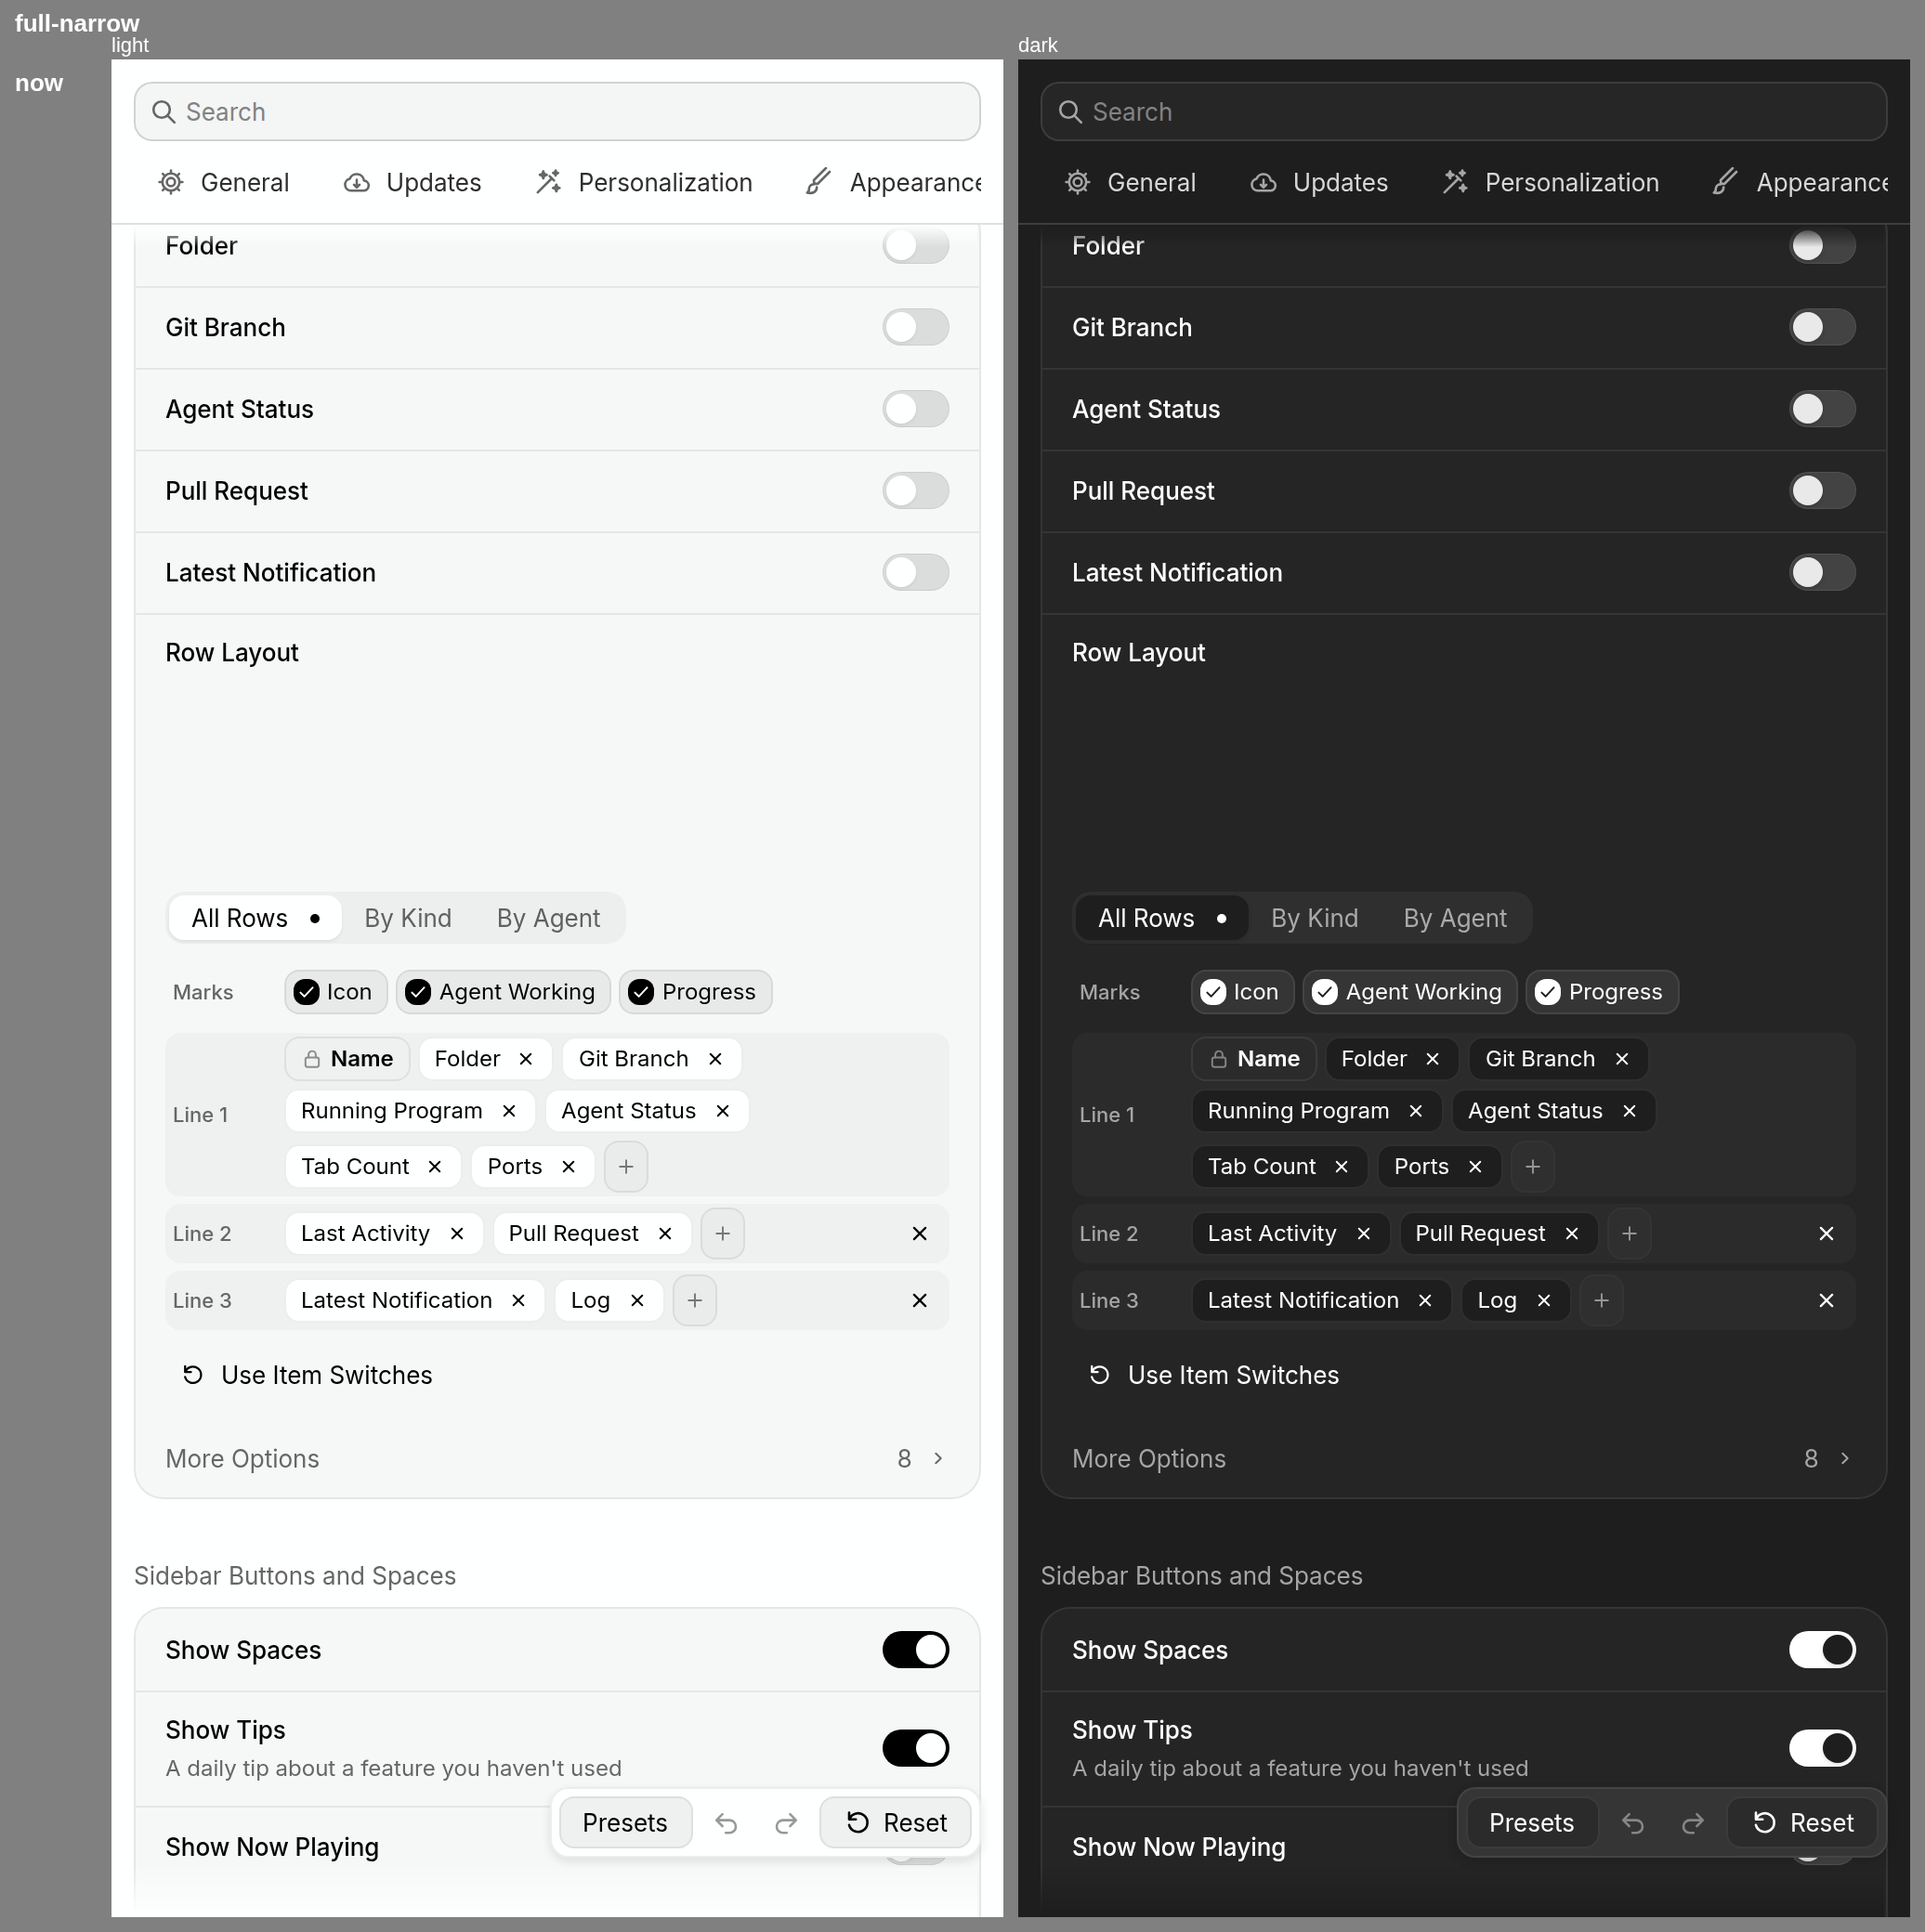 full-narrow
light
dark
now
Search
General Updates Personalization Appearance
Folder
Git Branch
Agent Status
Pull Request
Latest Notification
Row Layout
All Rows By Kind By Agent
Marks Icon Agent Working Progress
Name Folder Git Branch
Line 1 Running Program Agent Status
Tab Count Ports
Line 2 Last Activity Pull Request
Line 3 Latest Notification Log
Use Item Switches
More Options 8
Sidebar Buttons and Spaces
Show Spaces
Show Tips
A daily tip about a feature you haven't used
Presets Reset
Show Now Playing
Search
General Updates Personalization Appearance
Folder
Git Branch
Agent Status
Pull Request
Latest Notification
Row Layout
All Rows By Kind By Agent
Marks Icon Agent Working Progress
Name Folder Git Branch
Line 1 Running Program Agent Status
Tab Count Ports
Line 2 Last Activity Pull Request
Line 3 Latest Notification Log
Use Item Switches
More Options 8
Sidebar Buttons and Spaces
Show Spaces
Show Tips
A daily tip about a feature you haven't used
Presets Reset
Show Now Playing